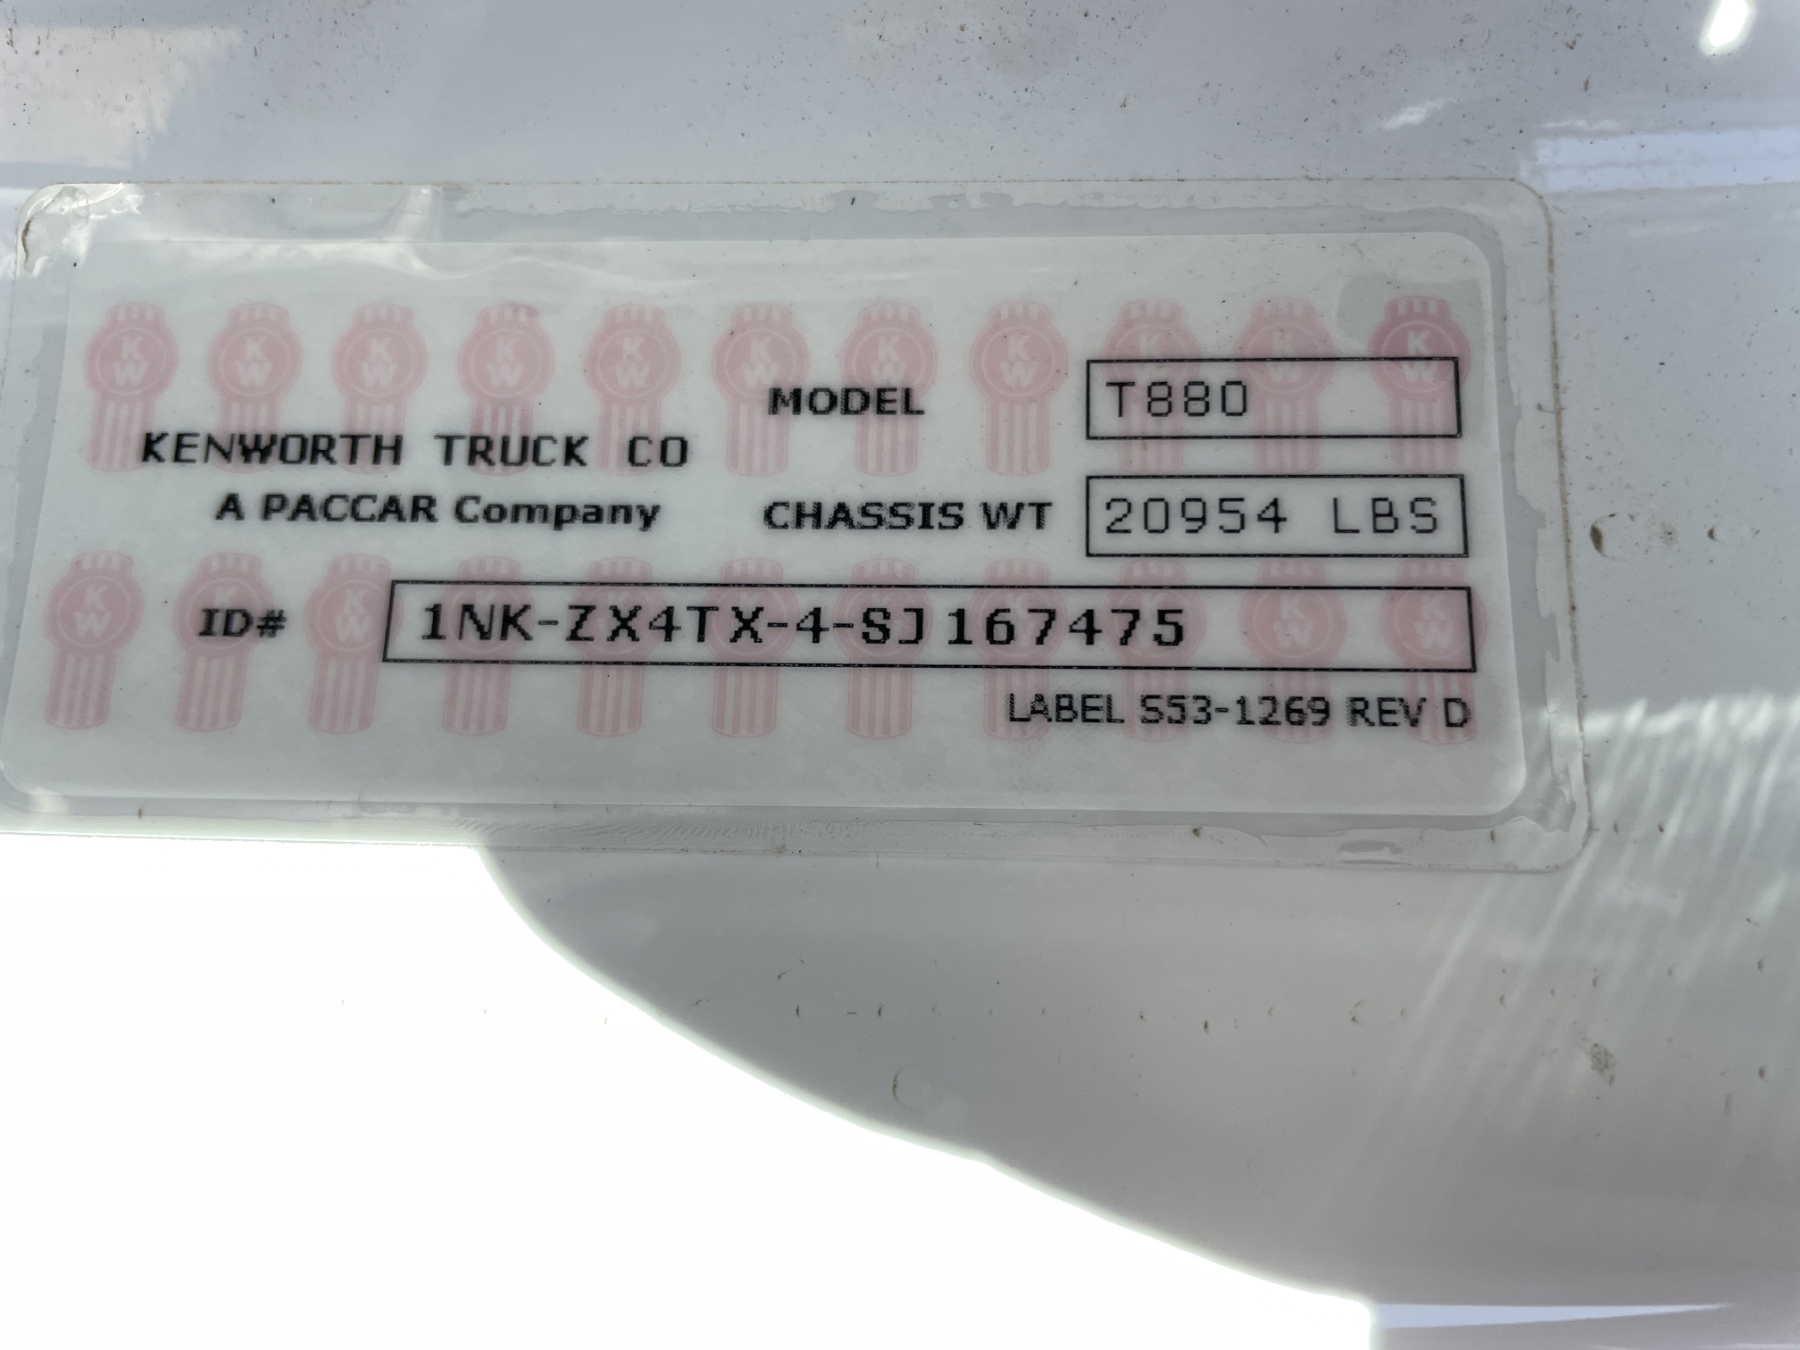 MODEL T880
KENWORTH TRUCK CO
A PACCAR Company
CHASSIS WT 20954 LBS
ID# 1NK-ZX4TX-4-SJ167475
LABEL S53-1269 REV D